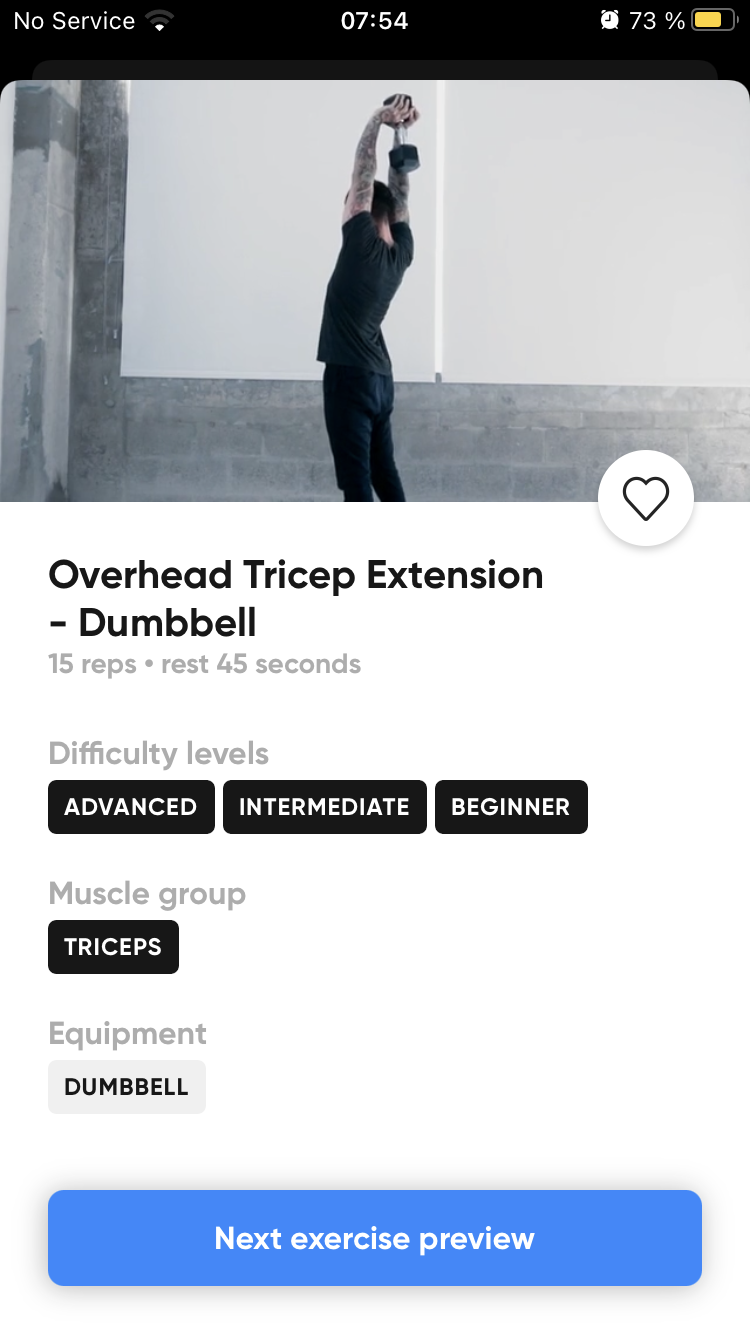 No Service 07:54 73 %
Overhead Tricep Extension
- Dumbbell
15 reps • rest 45 seconds
Difficulty levels
ADVANCED INTERMEDIATE BEGINNER
Muscle group
TRICEPS
Equipment
DUMBBELL
Next exercise preview